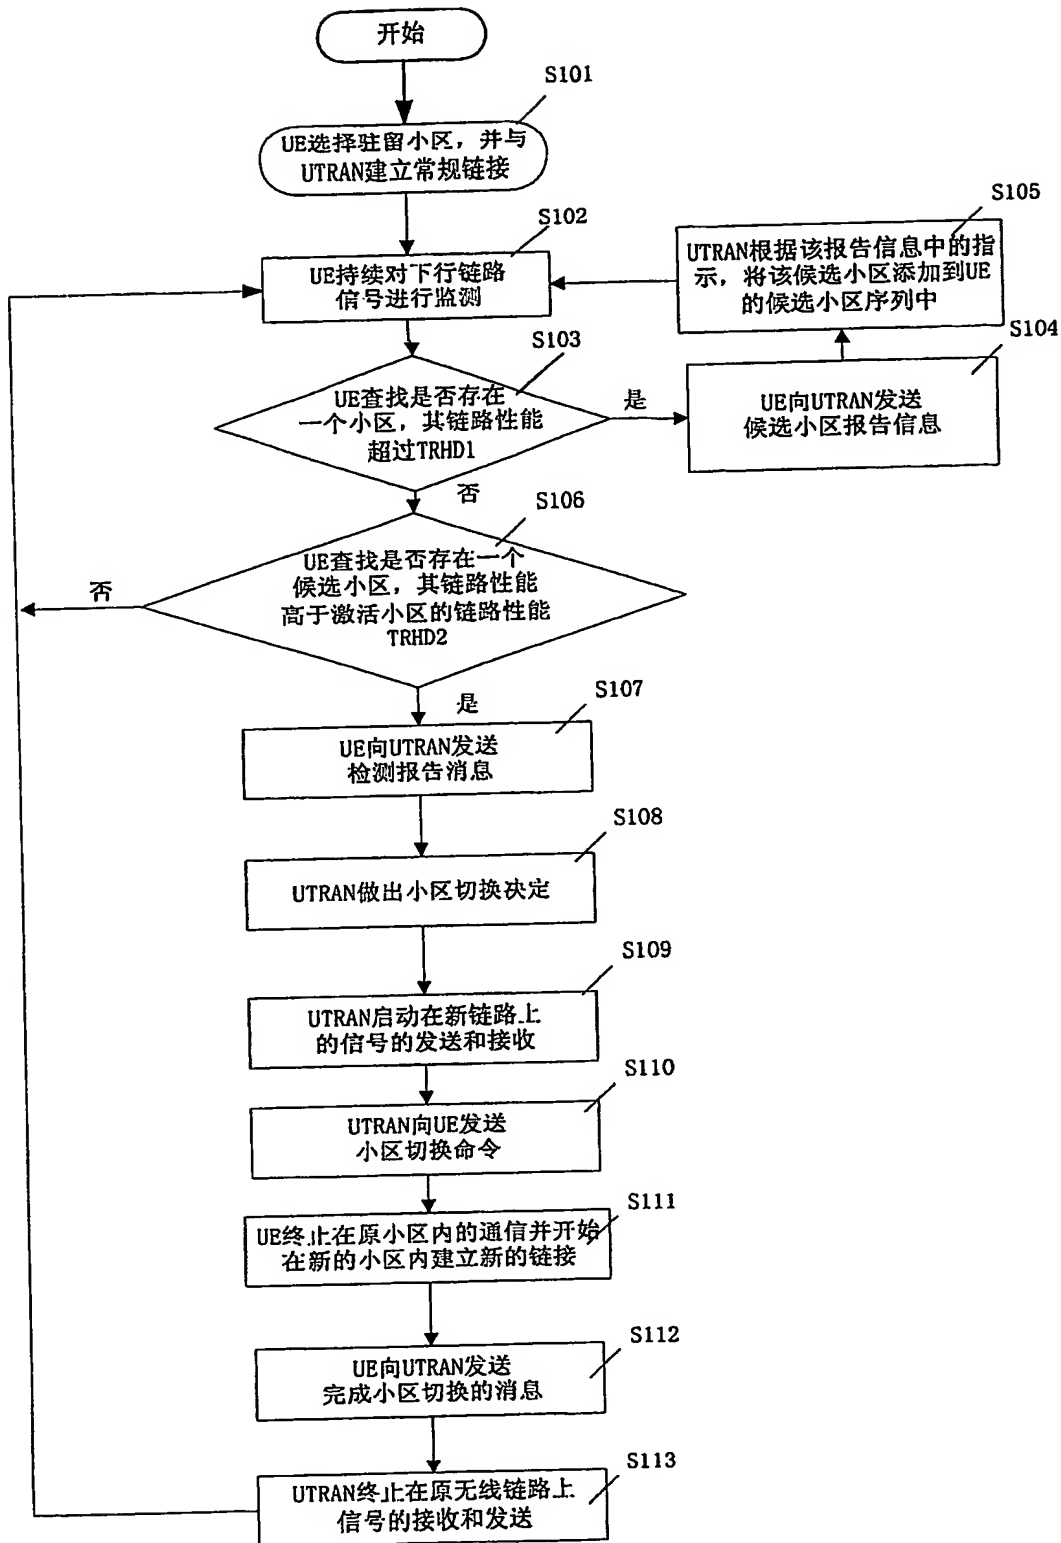 开始
S101
UE选择驻留小区，并与
UTRAN建立常规链接
S102
UE持续对下行链路
信号进行监测
S105
UTRAN根据该报告信息中的指
示，将该候选小区添加到UE
的候选小区序列中
S103
UE查找是否存在
一个小区，其链路性能
超过TRHD1
是
S104
UE向UTRAN发送
候选小区报告信息
否
S106
UE查找是否存在一个
候选小区，其链路性能
高于激活小区的链路性能
TRHD2
否
是
S107
UE向UTRAN发送
检测报告消息
S108
UTRAN做出小区切换决定
S109
UTRAN启动在新链路上
的信号的发送和接收
S110
UTRAN向UE发送
小区切换命令
S111
UE终止在原小区内的通信并开始
在新的小区内建立新的链接
S112
UE向UTRAN发送
完成小区切换的消息
S113
UTRAN终止在原无线链路上
信号的接收和发送